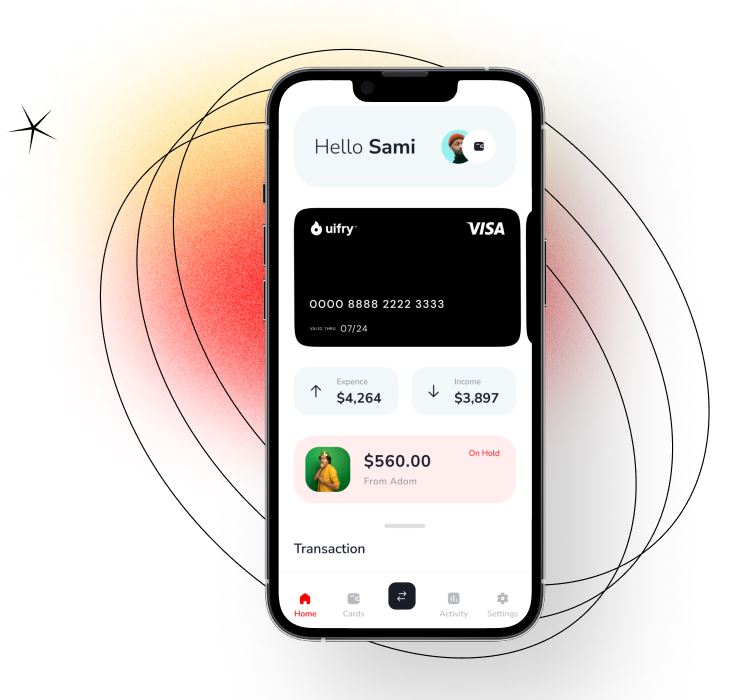 Hello Sami
uifry™
VISA
0000 8888 2222 3333
VALID THRU 07/24
Expence
$4,264
Income
$3,897
$560.00
On Hold
From Adom
Transaction
Home
Cards
Activity
Settings